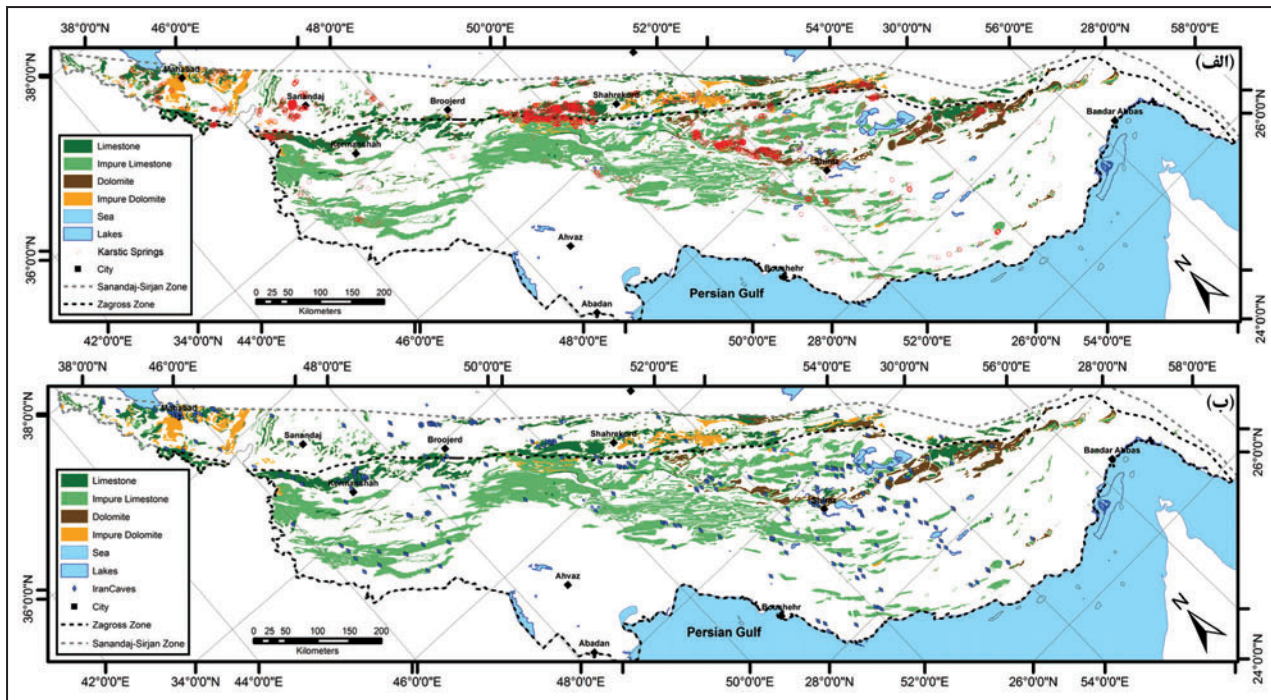 38°0'0"N 46°0'0"N 48°0'0"N 50°0'0"N 52°0'0"N 54°0'0"N 30°0'0"N 56°0'0"N 28°0'0"N 58°0'0"N
(الف)
38°0'0"N
Mahabad
Sanandaj
Broojerd
Shahrekord
Bandar Abbas
26°0'0"N
Kermanshah
Shiraz
Limestone
Impure Limestone
Dolomite
Impure Dolomite
Sea
Lakes
Karstic Springs
City
Sanandaj-Sirjan Zone
Zagross Zone
36°0'0"N
Ahvaz
Boushehr
Persian Gulf
Abadan
0 25 50 100 150 200
Kilometers
N
24°0'0"N
42°0'0"E 34°0'0"E 44°0'0"E 46°0'0"E 48°0'0"E 50°0'0"E 28°0'0"E 52°0'0"E 26°0'0"E 54°0'0"E
38°0'0"N 46°0'0"N 48°0'0"N 50°0'0"N 52°0'0"N 54°0'0"N 30°0'0"N 56°0'0"N 28°0'0"N 58°0'0"N
(ب)
38°0'0"N
Mahabad
Sanandaj
Broojerd
Shahrekord
Bandar Abbas
26°0'0"N
Kermanshah
Shiraz
Limestone
Impure Limestone
Dolomite
Impure Dolomite
Sea
Lakes
IranCaves
City
Zagross Zone
Sanandaj-Sirjan Zone
36°0'0"N
Ahvaz
Boushehr
Persian Gulf
Abadan
0 25 50 100 150 200
Kilometers
N
24°0'0"N
42°0'0"E 34°0'0"E 44°0'0"E 46°0'0"E 48°0'0"E 50°0'0"E 28°0'0"E 52°0'0"E 26°0'0"E 54°0'0"E